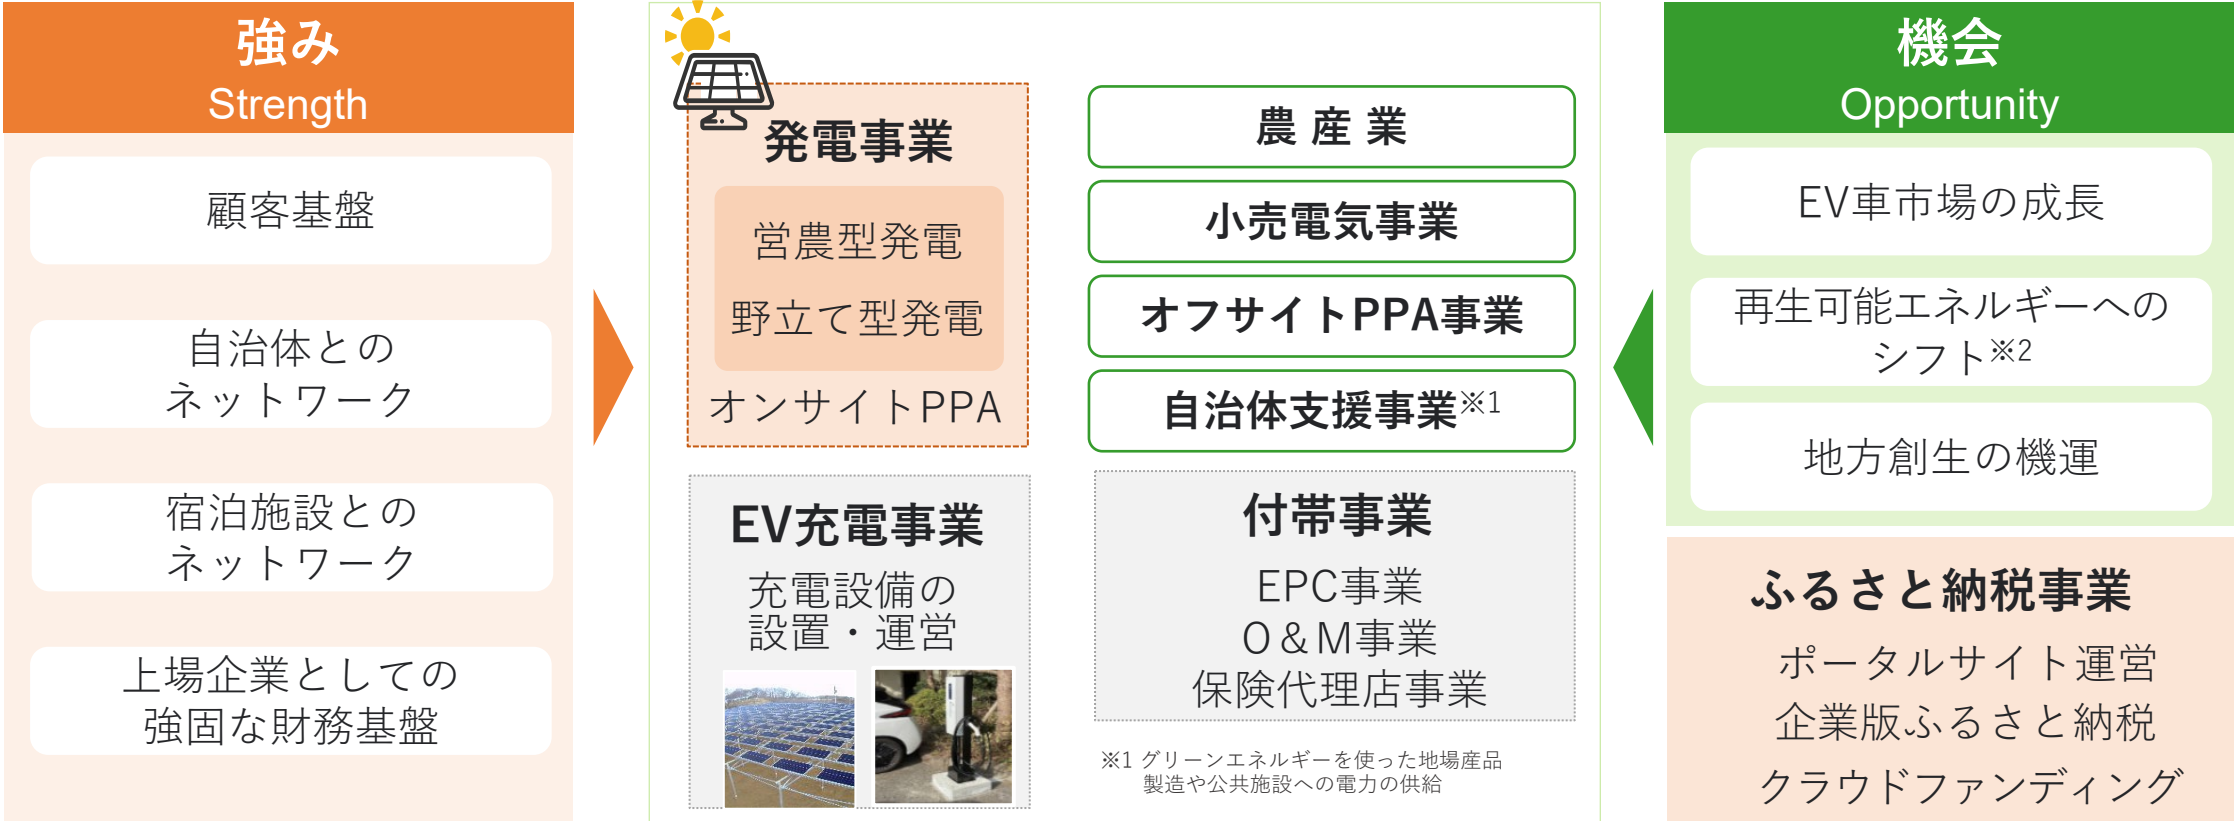 強み
Strength
顧客基盤
自治体との
ネットワーク
宿泊施設との
ネットワーク
上場企業としての
強固な財務基盤
発電事業
営農型発電
野立て型発電
オンサイトPPA
EV充電事業
充電設備の
設置・運営
農 産 業
小売電気事業
オフサイトPPA事業
自治体支援事業※1
付帯事業
EPC事業
O＆M事業
保険代理店事業
※1 グリーンエネルギーを使った地場産品
製造や公共施設への電力の供給
機会
Opportunity
EV車市場の成長
再生可能エネルギーへの
シフト※2
地方創生の機運
ふるさと納税事業
ポータルサイト運営
企業版ふるさと納税
クラウドファンディング